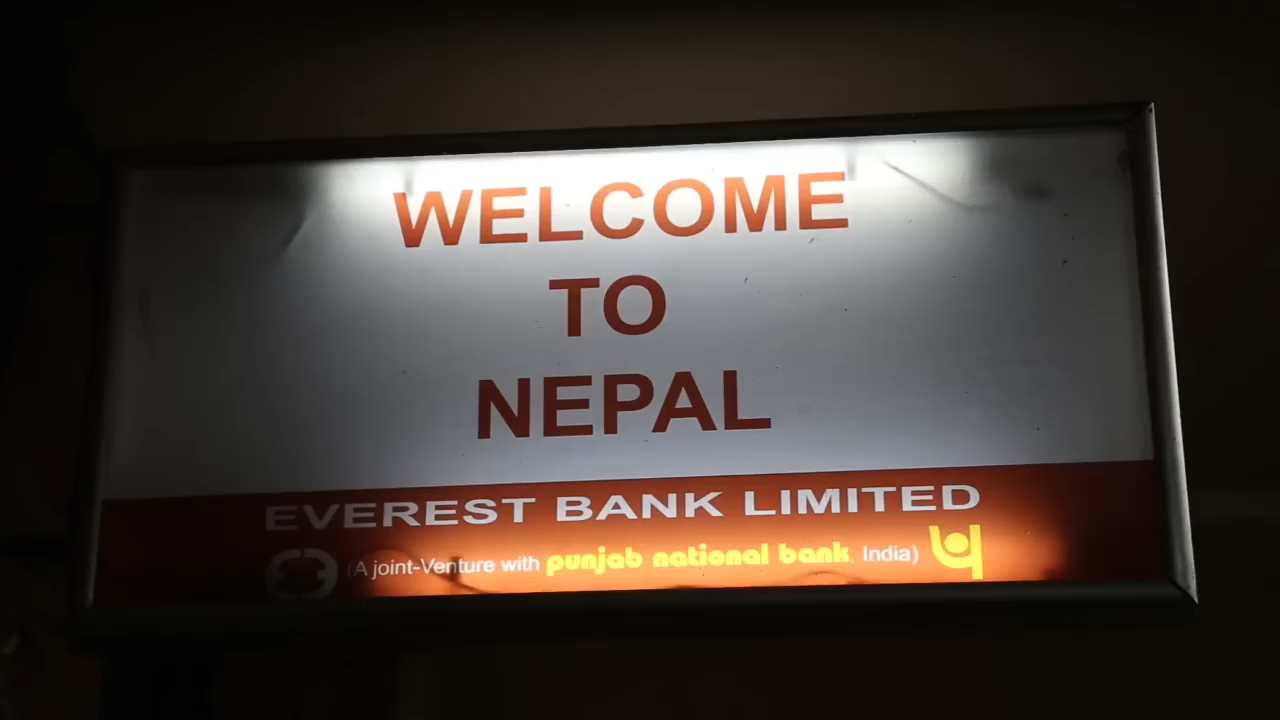 WELCOME
TO
NEPAL
EVEREST BANK LIMITED
(A joint-Venture with punjab national bank, India)